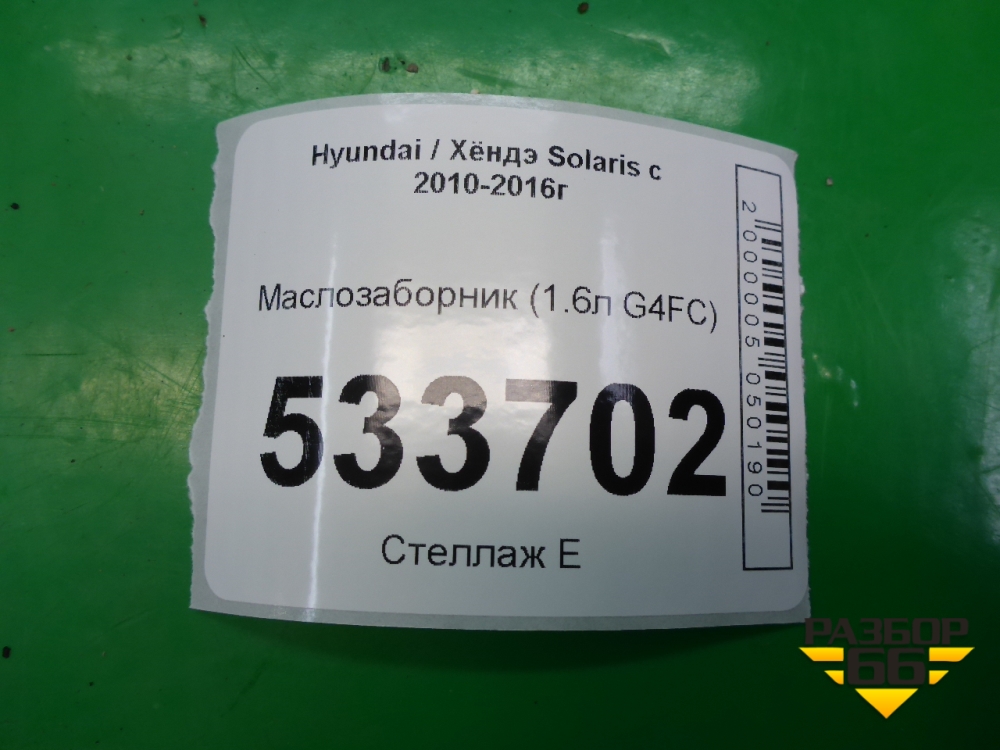 Hyundai / Хёндэ Solaris с
2010-2016г
Маслозаборник (1.6л G4FC)
533702
Стеллаж Е
2000005050190
РАЗБОР
66